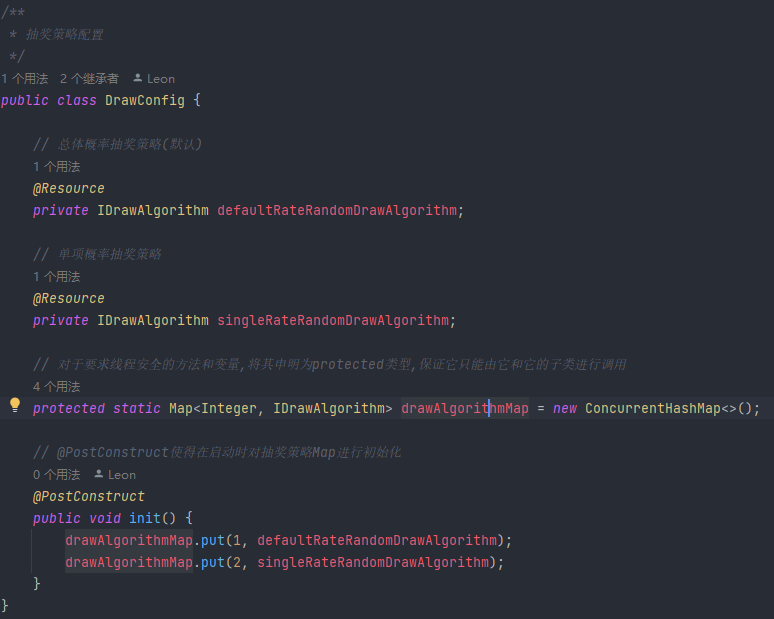 /**
 * 抽奖策略配置
 */
1 个用法 2 个继承者 Leon
public class DrawConfig {
// 总体概率抽奖策略(默认)
1 个用法
@Resource
private IDrawAlgorithm defaultRateRandomDrawAlgorithm;
// 单项概率抽奖策略
1 个用法
@Resource
private IDrawAlgorithm singleRateRandomDrawAlgorithm;
// 对于要求线程安全的方法和变量,将其申明为protected类型,保证它只能由它和它的子类进行调用
4 个用法
protected static Map<Integer, IDrawAlgorithm> drawAlgorithmMap = new ConcurrentHashMap<>();
// @PostConstruct使得在启动时对抽奖策略Map进行初始化
0 个用法 Leon
@PostConstruct
public void init() {
drawAlgorithmMap.put(1, defaultRateRandomDrawAlgorithm);
drawAlgorithmMap.put(2, singleRateRandomDrawAlgorithm);
}
}